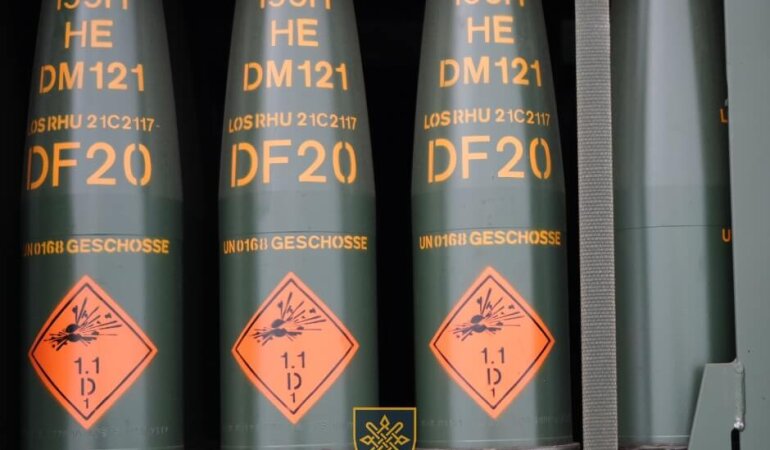 HE
DM121
LOS RHU 21C2117-
DF20
UN0168 GESCHOSSE
1.1
D
1
HE
DM121
LOS RHU 21C2117
DF20
UN0168 GESCHOSSE
1.1
D
1
HE
DM121
LOS RHU 21C2117
DF20
UN0168 GESCHOSSE
1.1
D
1